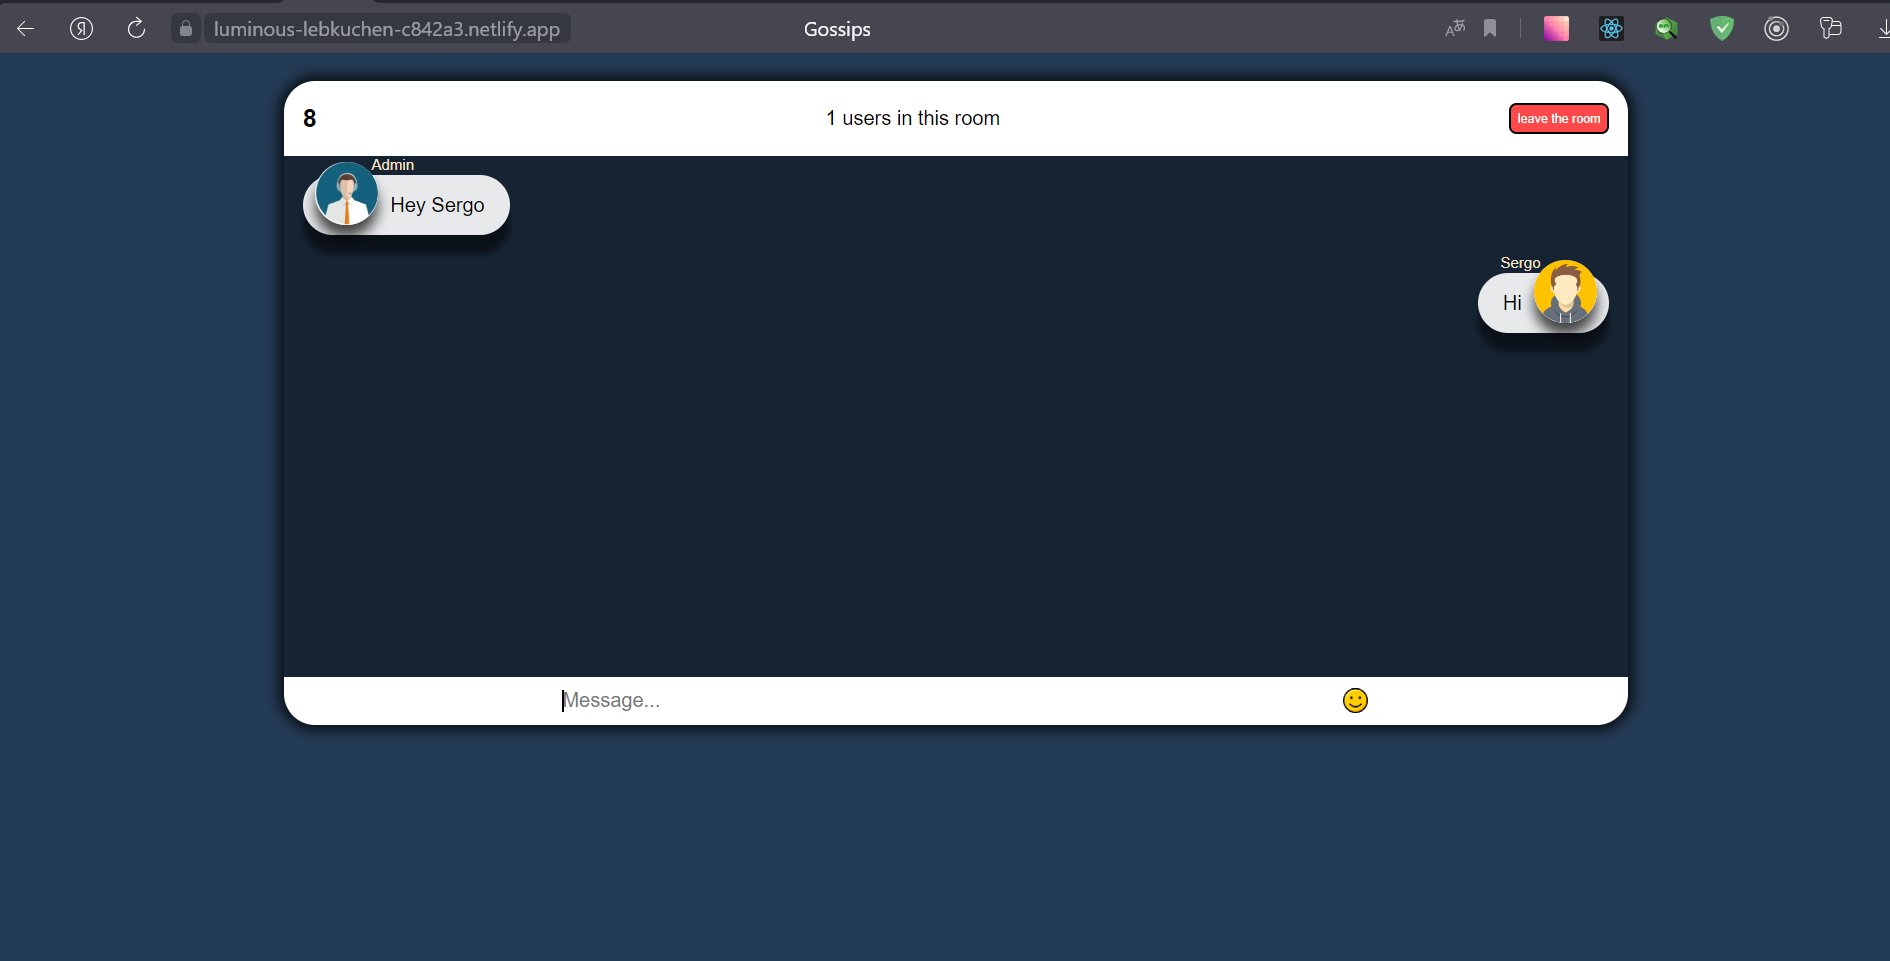 luminous-lebkuchen-c842a3.netlify.app
Gossips
8
1 users in this room
leave the room
Admin
Hey Sergo
Sergo
Hi
Message...